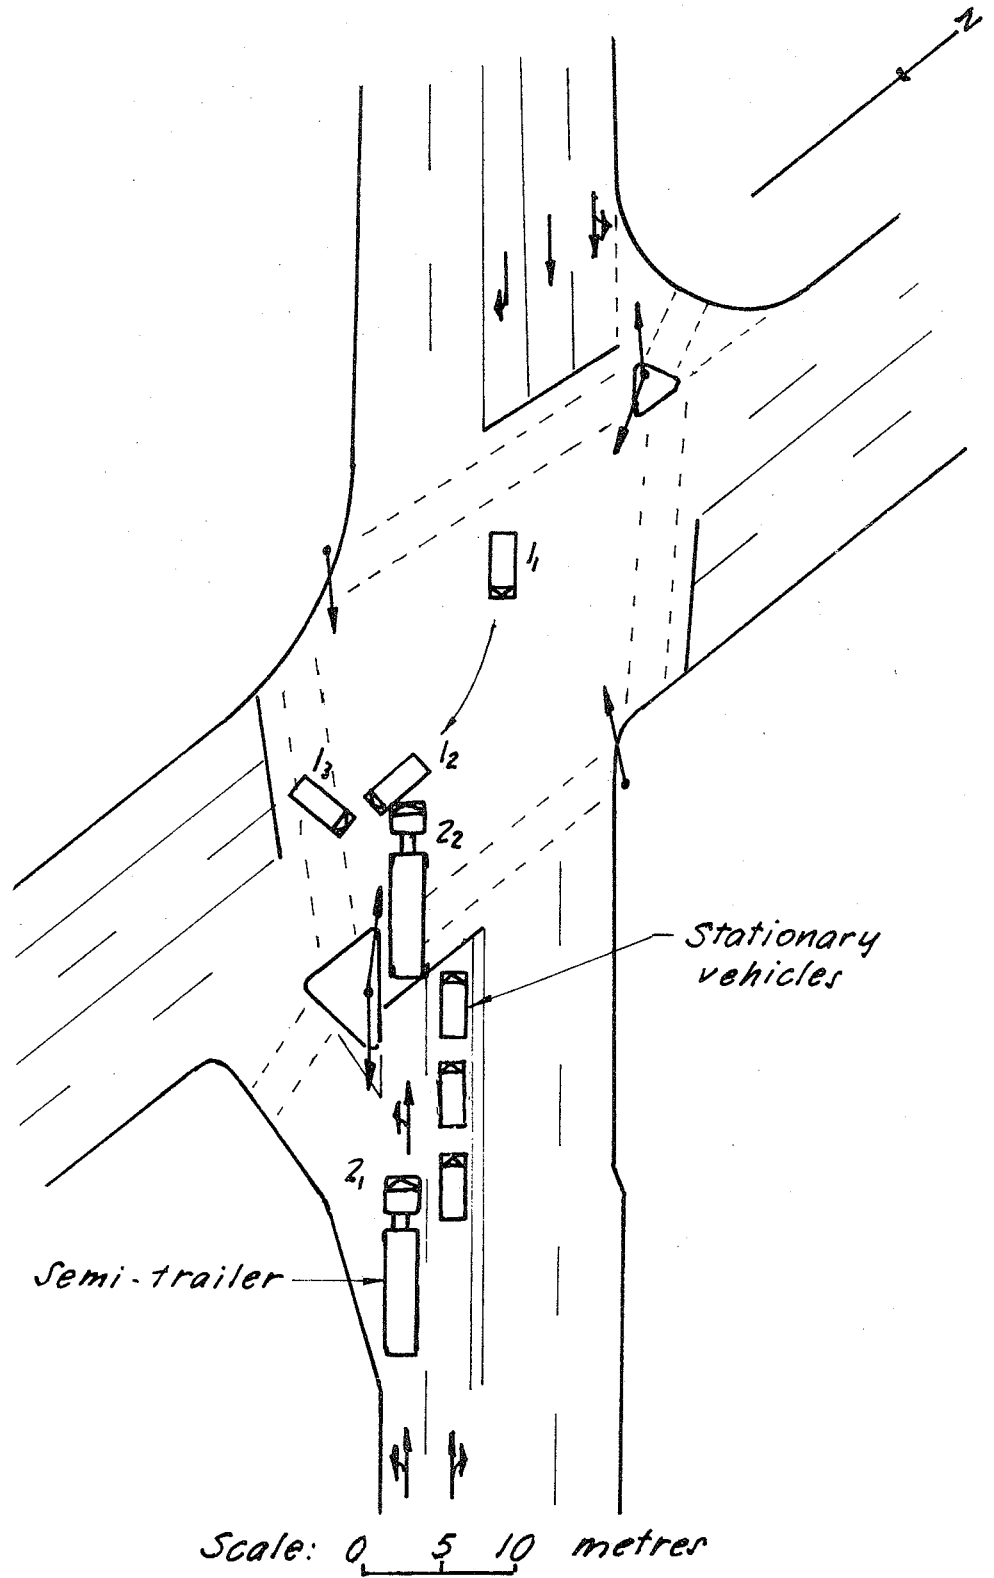 N
1₁
1₂
1₃
2₂
Stationary
vehicles
2₁
Semi-trailer
Scale: 0 5 10 metres